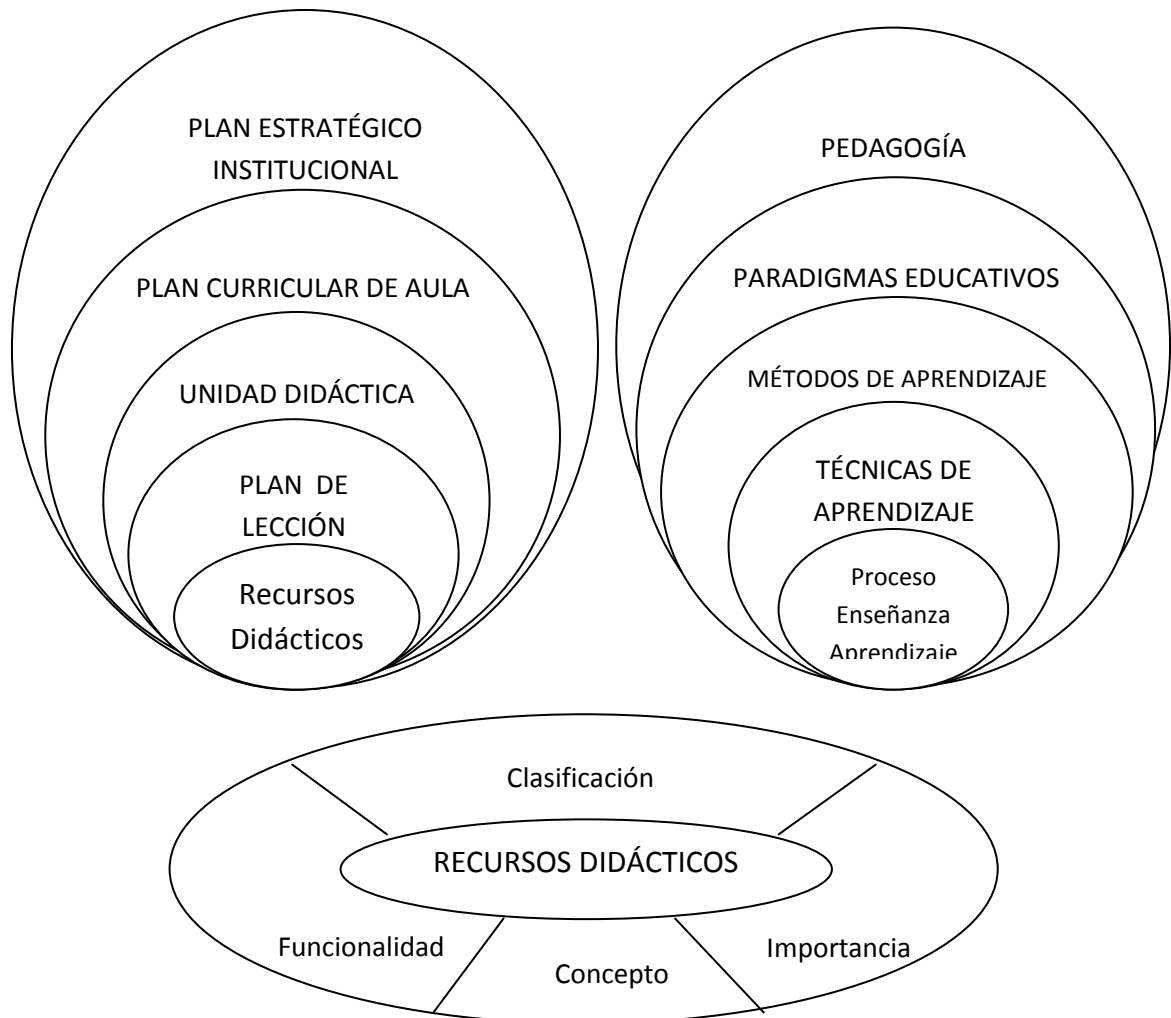 PLAN ESTRATÉGICO
INSTITUCIONAL
PLAN CURRICULAR DE AULA
UNIDAD DIDÁCTICA
PLAN DE
LECCIÓN
Recursos
Didácticos
PEDAGOGÍA
PARADIGMAS EDUCATIVOS
MÉTODOS DE APRENDIZAJE
TÉCNICAS DE
APRENDIZAJE
Proceso
Enseñanza
Aprendizaje
Clasificación
RECURSOS DIDÁCTICOS
Funcionalidad
Concepto
Importancia